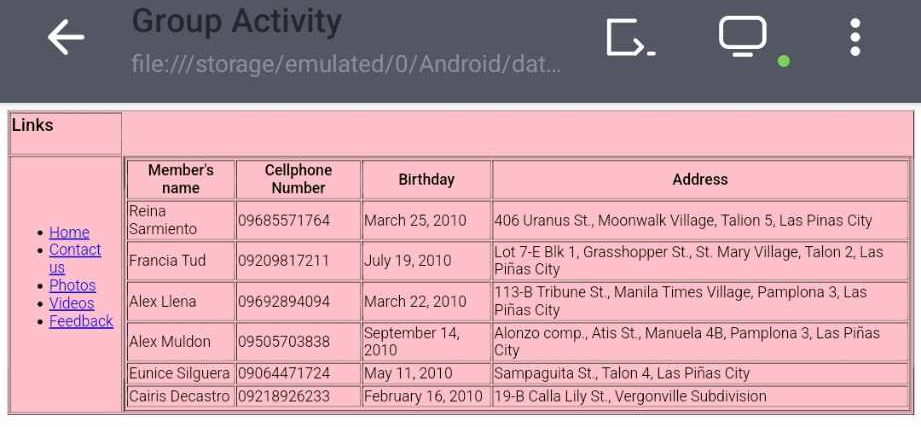 Group Activity
file:///storage/emulated/0/Android/dat...
Links
Home
Contact
us
Photos
Videos
Feedback
Member's
name
Cellphone
Number
Birthday
Address
Reina
Sarmiento
09685571764
March 25, 2010
406 Uranus St., Moonwalk Village, Talion 5, Las Pinas City
Francia Tud
09209817211
July 19, 2010
Lot 7-E Blk 1, Grasshopper St., St. Mary Village, Talon 2, Las
Piñas City
Alex Llena
09692894094
March 22, 2010
113-B Tribune St., Manila Times Village, Pamplona 3, Las
Piñas City
Alex Muldon
09505703838
September 14,
2010
Alonzo comp., Atis St., Manuela 4B, Pamplona 3, Las Piñas
City
Eunice Silguera
09064471724
May 11, 2010
Sampaguita St., Talon 4, Las Piñas City
Cairis Decastro
09218926233
February 16, 2010
19-B Calla Lily St., Vergonville Subdivision